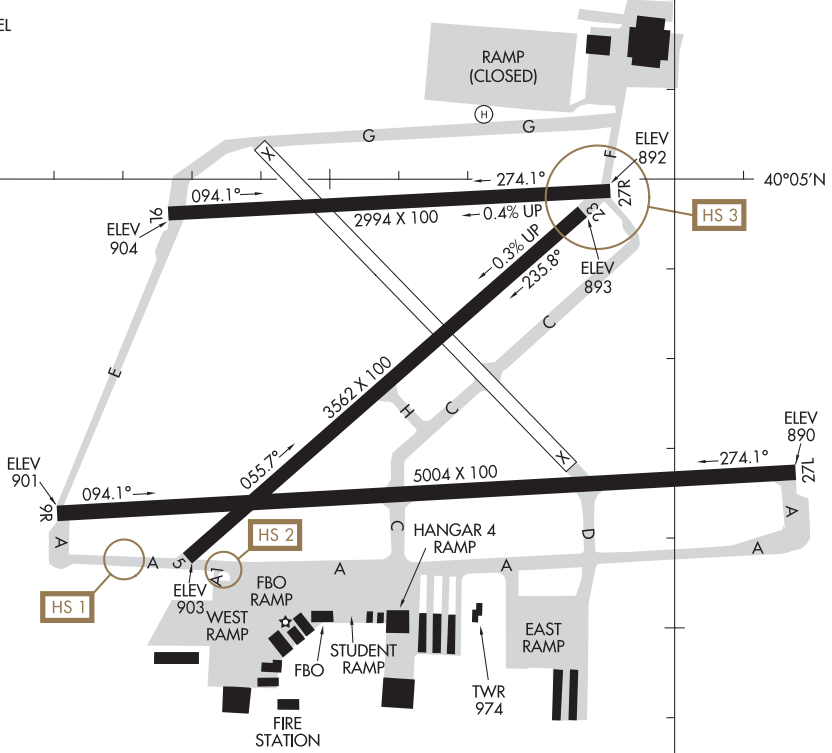 EL
RAMP
(CLOSED)
H
G
G
F
ELEV
892
40°05'N
094.1°
274.1°
9L
2994 X 100
0.4% UP
27R
HS 3
ELEV
904
23
0.3% UP
235.8°
ELEV
893
C
E
3562 X 100
H
C
X
X
ELEV
890
ELEV
901
055.7°
274.1°
27L
094.1°
5004 X 100
9R
A
C
D
A
HANGAR 4
RAMP
HS 2
A
5
A1
A
A
A
HS 1
ELEV
903
FBO
RAMP
WEST
RAMP
FBO
STUDENT
RAMP
EAST
RAMP
TWR
974
FIRE
STATION